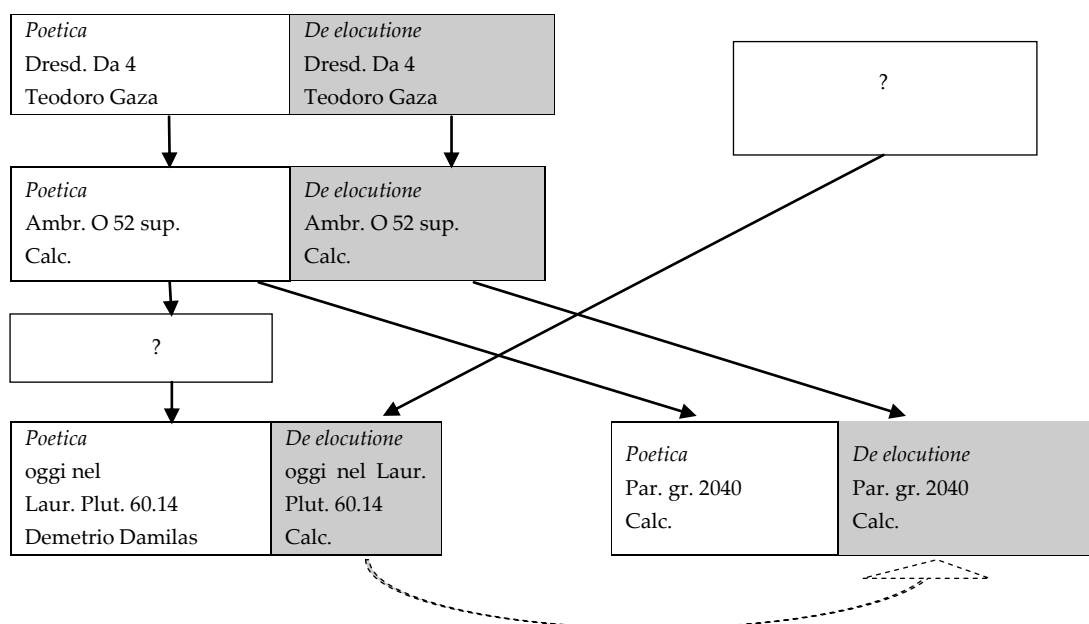 Poetica
Dresd. Da 4
Teodoro Gaza
De elocutione
Dresd. Da 4
Teodoro Gaza
?
Poetica
Ambr. O 52 sup.
Calc.
De elocutione
Ambr. O 52 sup.
Calc.
?
Poetica
oggi nel
Laur. Plut. 60.14
Demetrio Damilas
De elocutione
oggi nel Laur.
Plut. 60.14
Calc.
Poetica
Par. gr. 2040
Calc.
De elocutione
Par. gr. 2040
Calc.